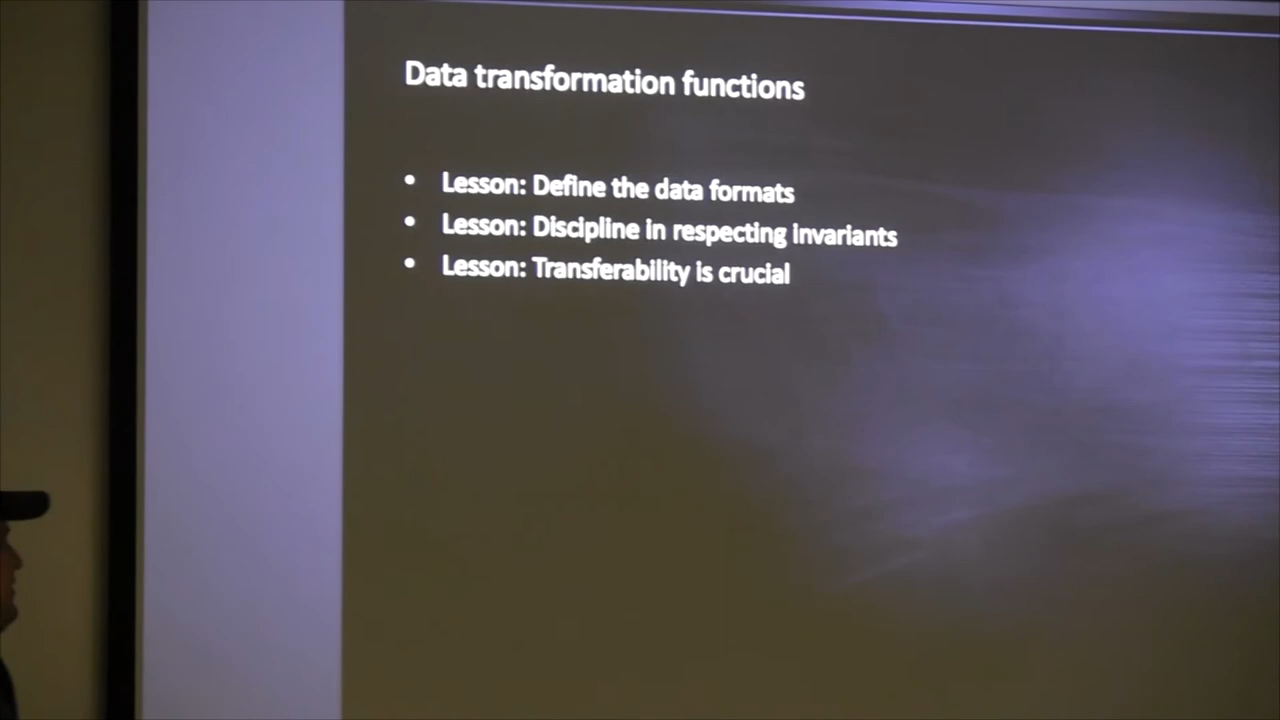 Data transformation functions
• Lesson: Define the data formats
• Lesson: Discipline in respecting invariants
• Lesson: Transferability is crucial